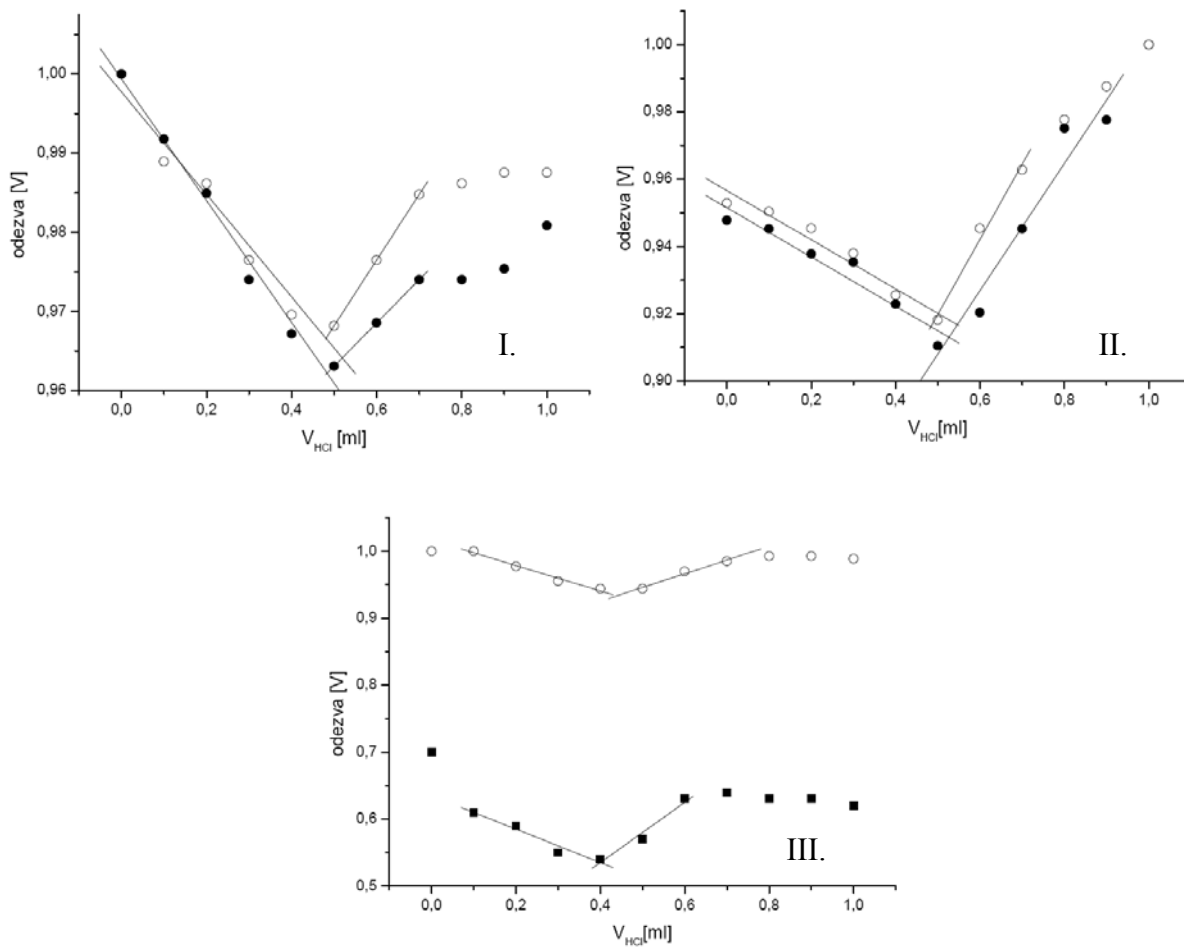 1,00
0,99
0,98
0,97
0,96
odezva [V]
I.
0,0 0,2 0,4 0,6 0,8 1,0
V_HCl [ml]
1,00
0,98
0,96
0,94
0,92
0,90
odezva [V]
II.
0,0 0,2 0,4 0,6 0,8 1,0
V_HCl[ml]
1,0
0,9
0,8
0,7
0,6
0,5
odezva [V]
III.
0,0 0,2 0,4 0,6 0,8 1,0
V_HCl[ml]